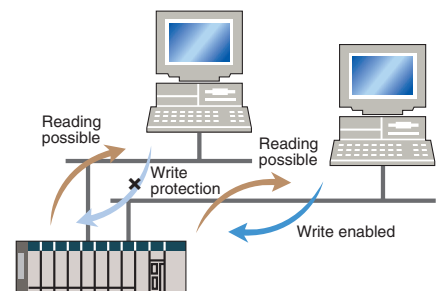 Reading
possible
Write
protection
Reading
possible
Write enabled